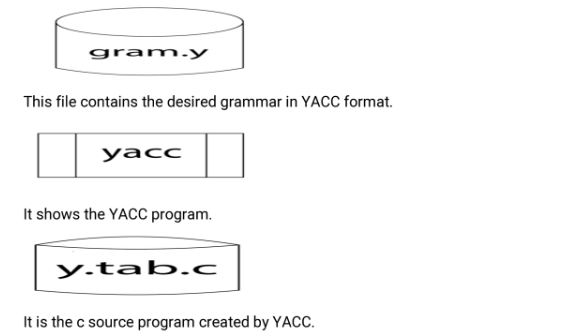 gram.y
This file contains the desired grammar in YACC format.
yacc
It shows the YACC program.
y.tab.c
It is the c source program created by YACC.